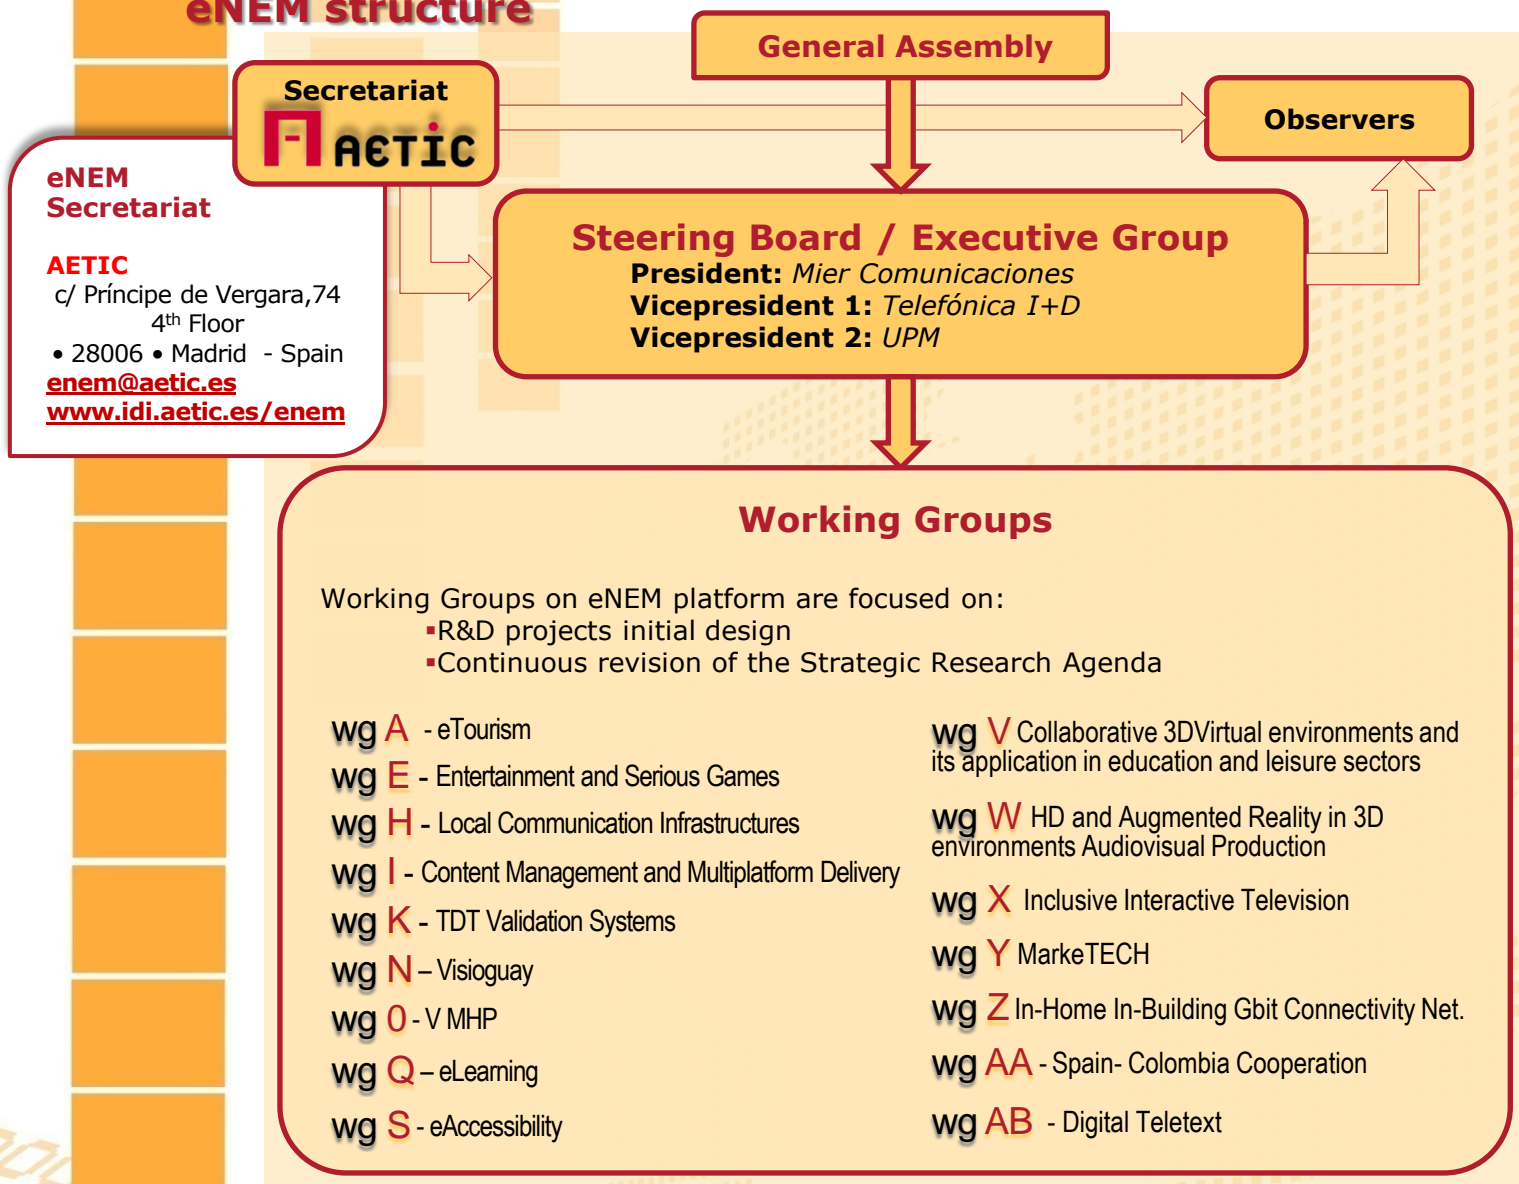 eNEM structure
General Assembly
Secretariat
AETIC
Observers
eNEM
Secretariat
AETIC
c/ Príncipe de Vergara,74
4th Floor
• 28006 • Madrid - Spain
enem@aetic.es
www.idi.aetic.es/enem
Steering Board / Executive Group
President: Mier Comunicaciones
Vicepresident 1: Telefónica I+D
Vicepresident 2: UPM
Working Groups
Working Groups on eNEM platform are focused on:
▪R&D projects initial design
▪Continuous revision of the Strategic Research Agenda
wg A - eTourism
wg E - Entertainment and Serious Games
wg H - Local Communication Infrastructures
wg I - Content Management and Multiplatform Delivery
wg K - TDT Validation Systems
wg N – Visioguay
wg 0 - V MHP
wg Q – eLearning
wg S - eAccessibility
wg V Collaborative 3DVirtual environments and
its application in education and leisure sectors
wg W HD and Augmented Reality in 3D
environments Audiovisual Production
wg X Inclusive Interactive Television
wg Y MarkeTECH
wg Z In-Home In-Building Gbit Connectivity Net.
wg AA - Spain- Colombia Cooperation
wg AB - Digital Teletext